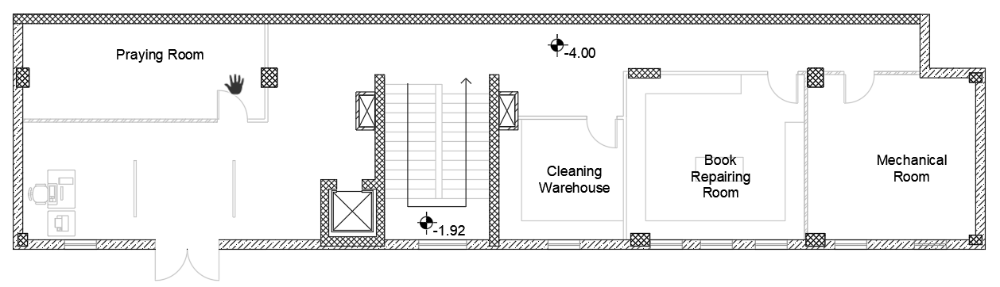 Praying Room
-4.00
Cleaning
Warehouse
Book
Repairing
Room
Mechanical
Room
-1.92